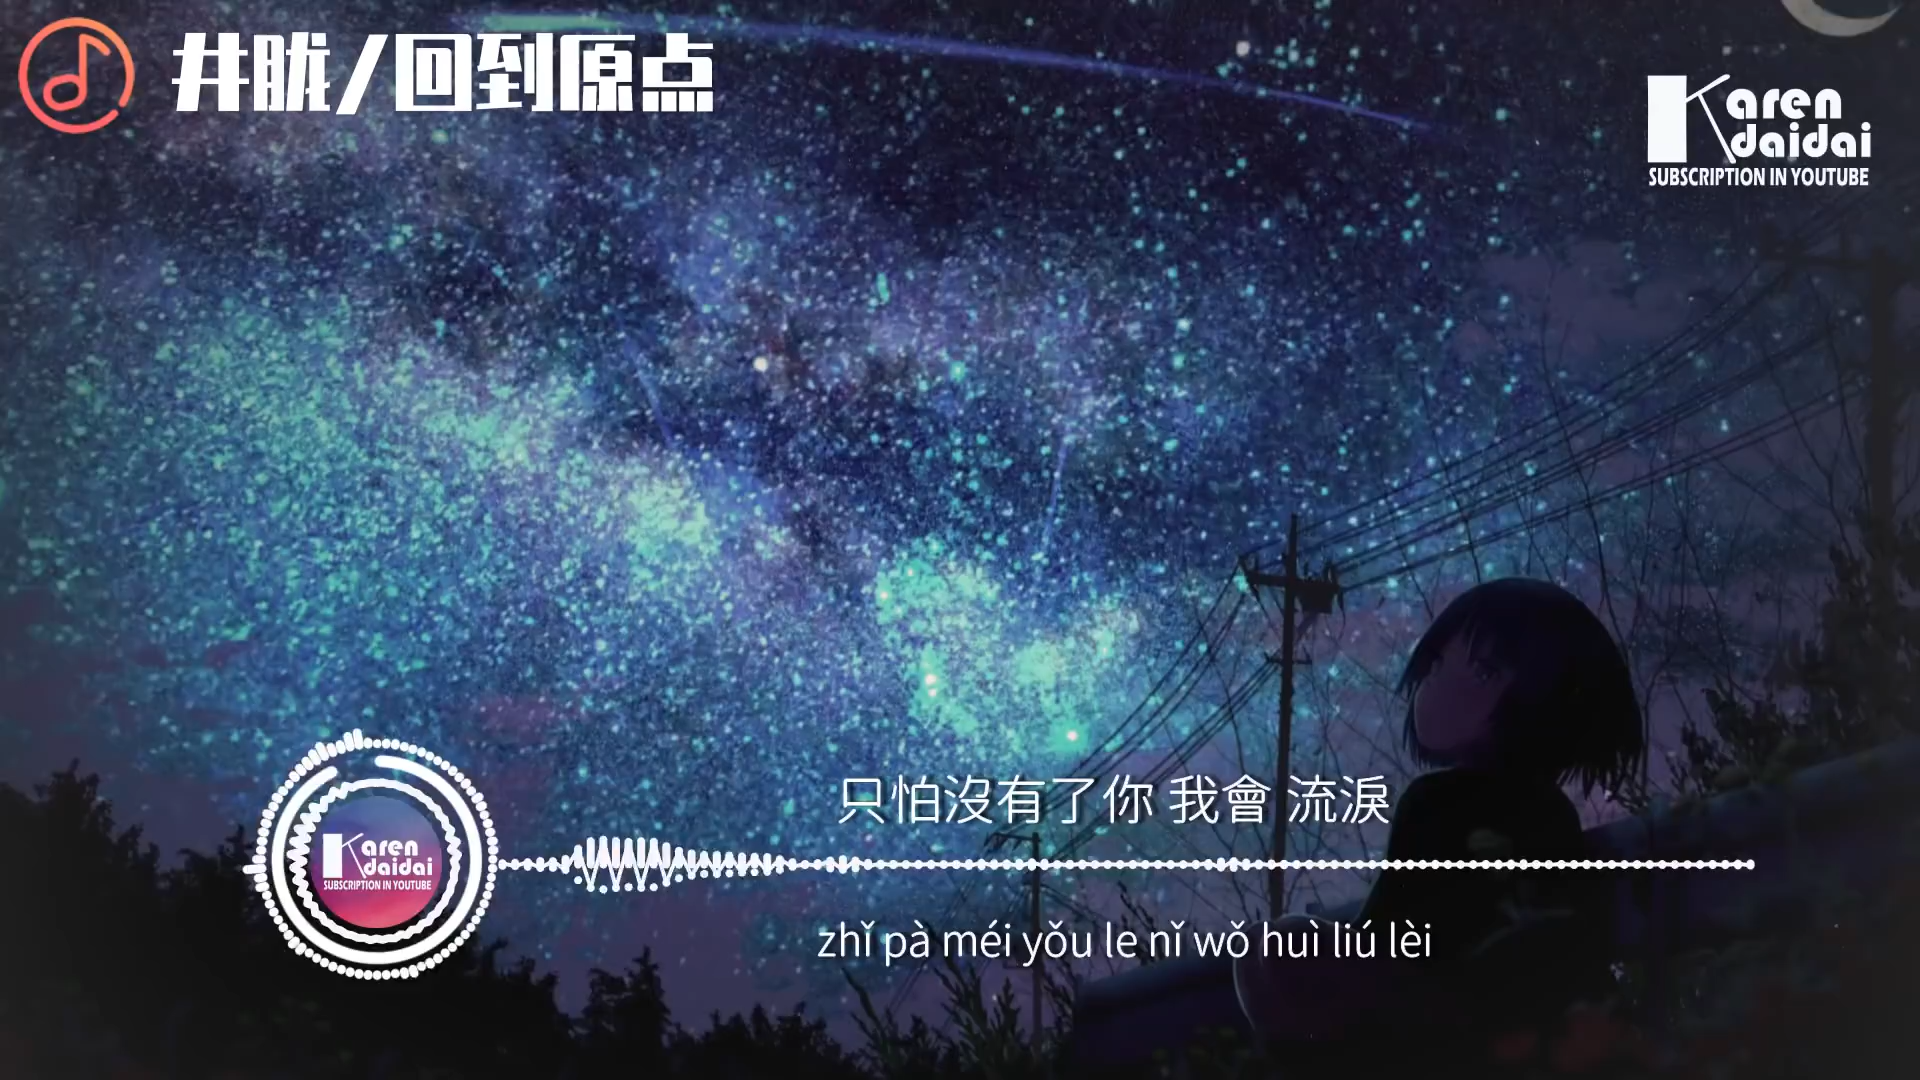 井胧/回到原点
Karen
daidai
SUBSCRIPTION IN YOUTUBE
只怕沒有了你 我會 流淚
Karen
daidai
SUBSCRIPTION IN YOUTUBE
zhǐ pà méi yǒu le nǐ wǒ huì liú lèi